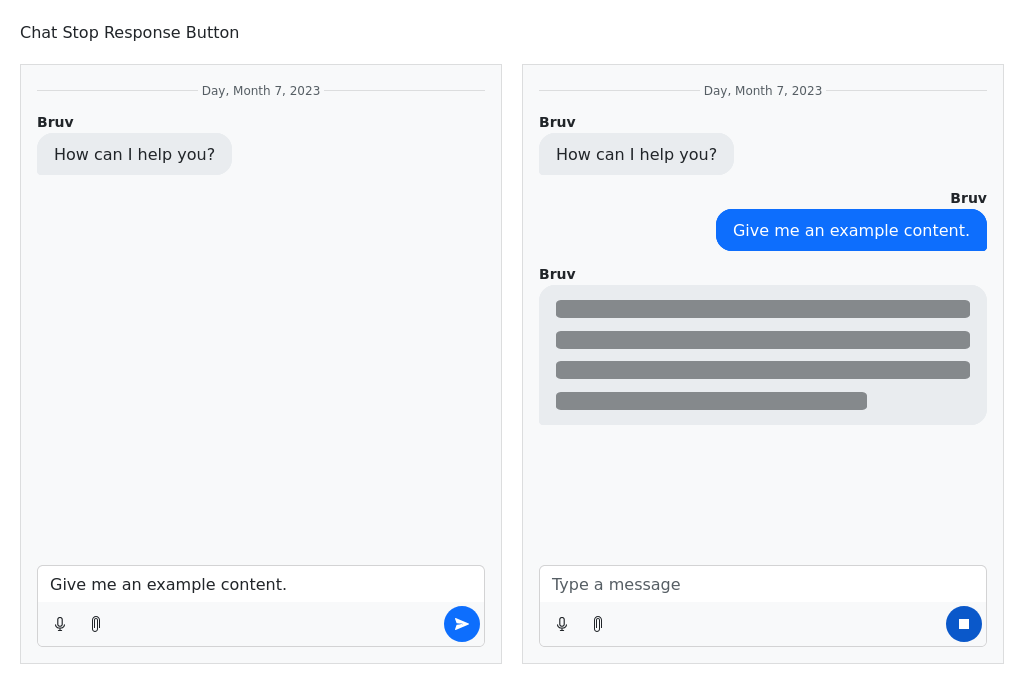 Chat Stop Response Button
Day, Month 7, 2023
Bruv
How can I help you?
Give me an example content.
Day, Month 7, 2023
Bruv
How can I help you?
Bruv
Give me an example content.
Bruv
Type a message